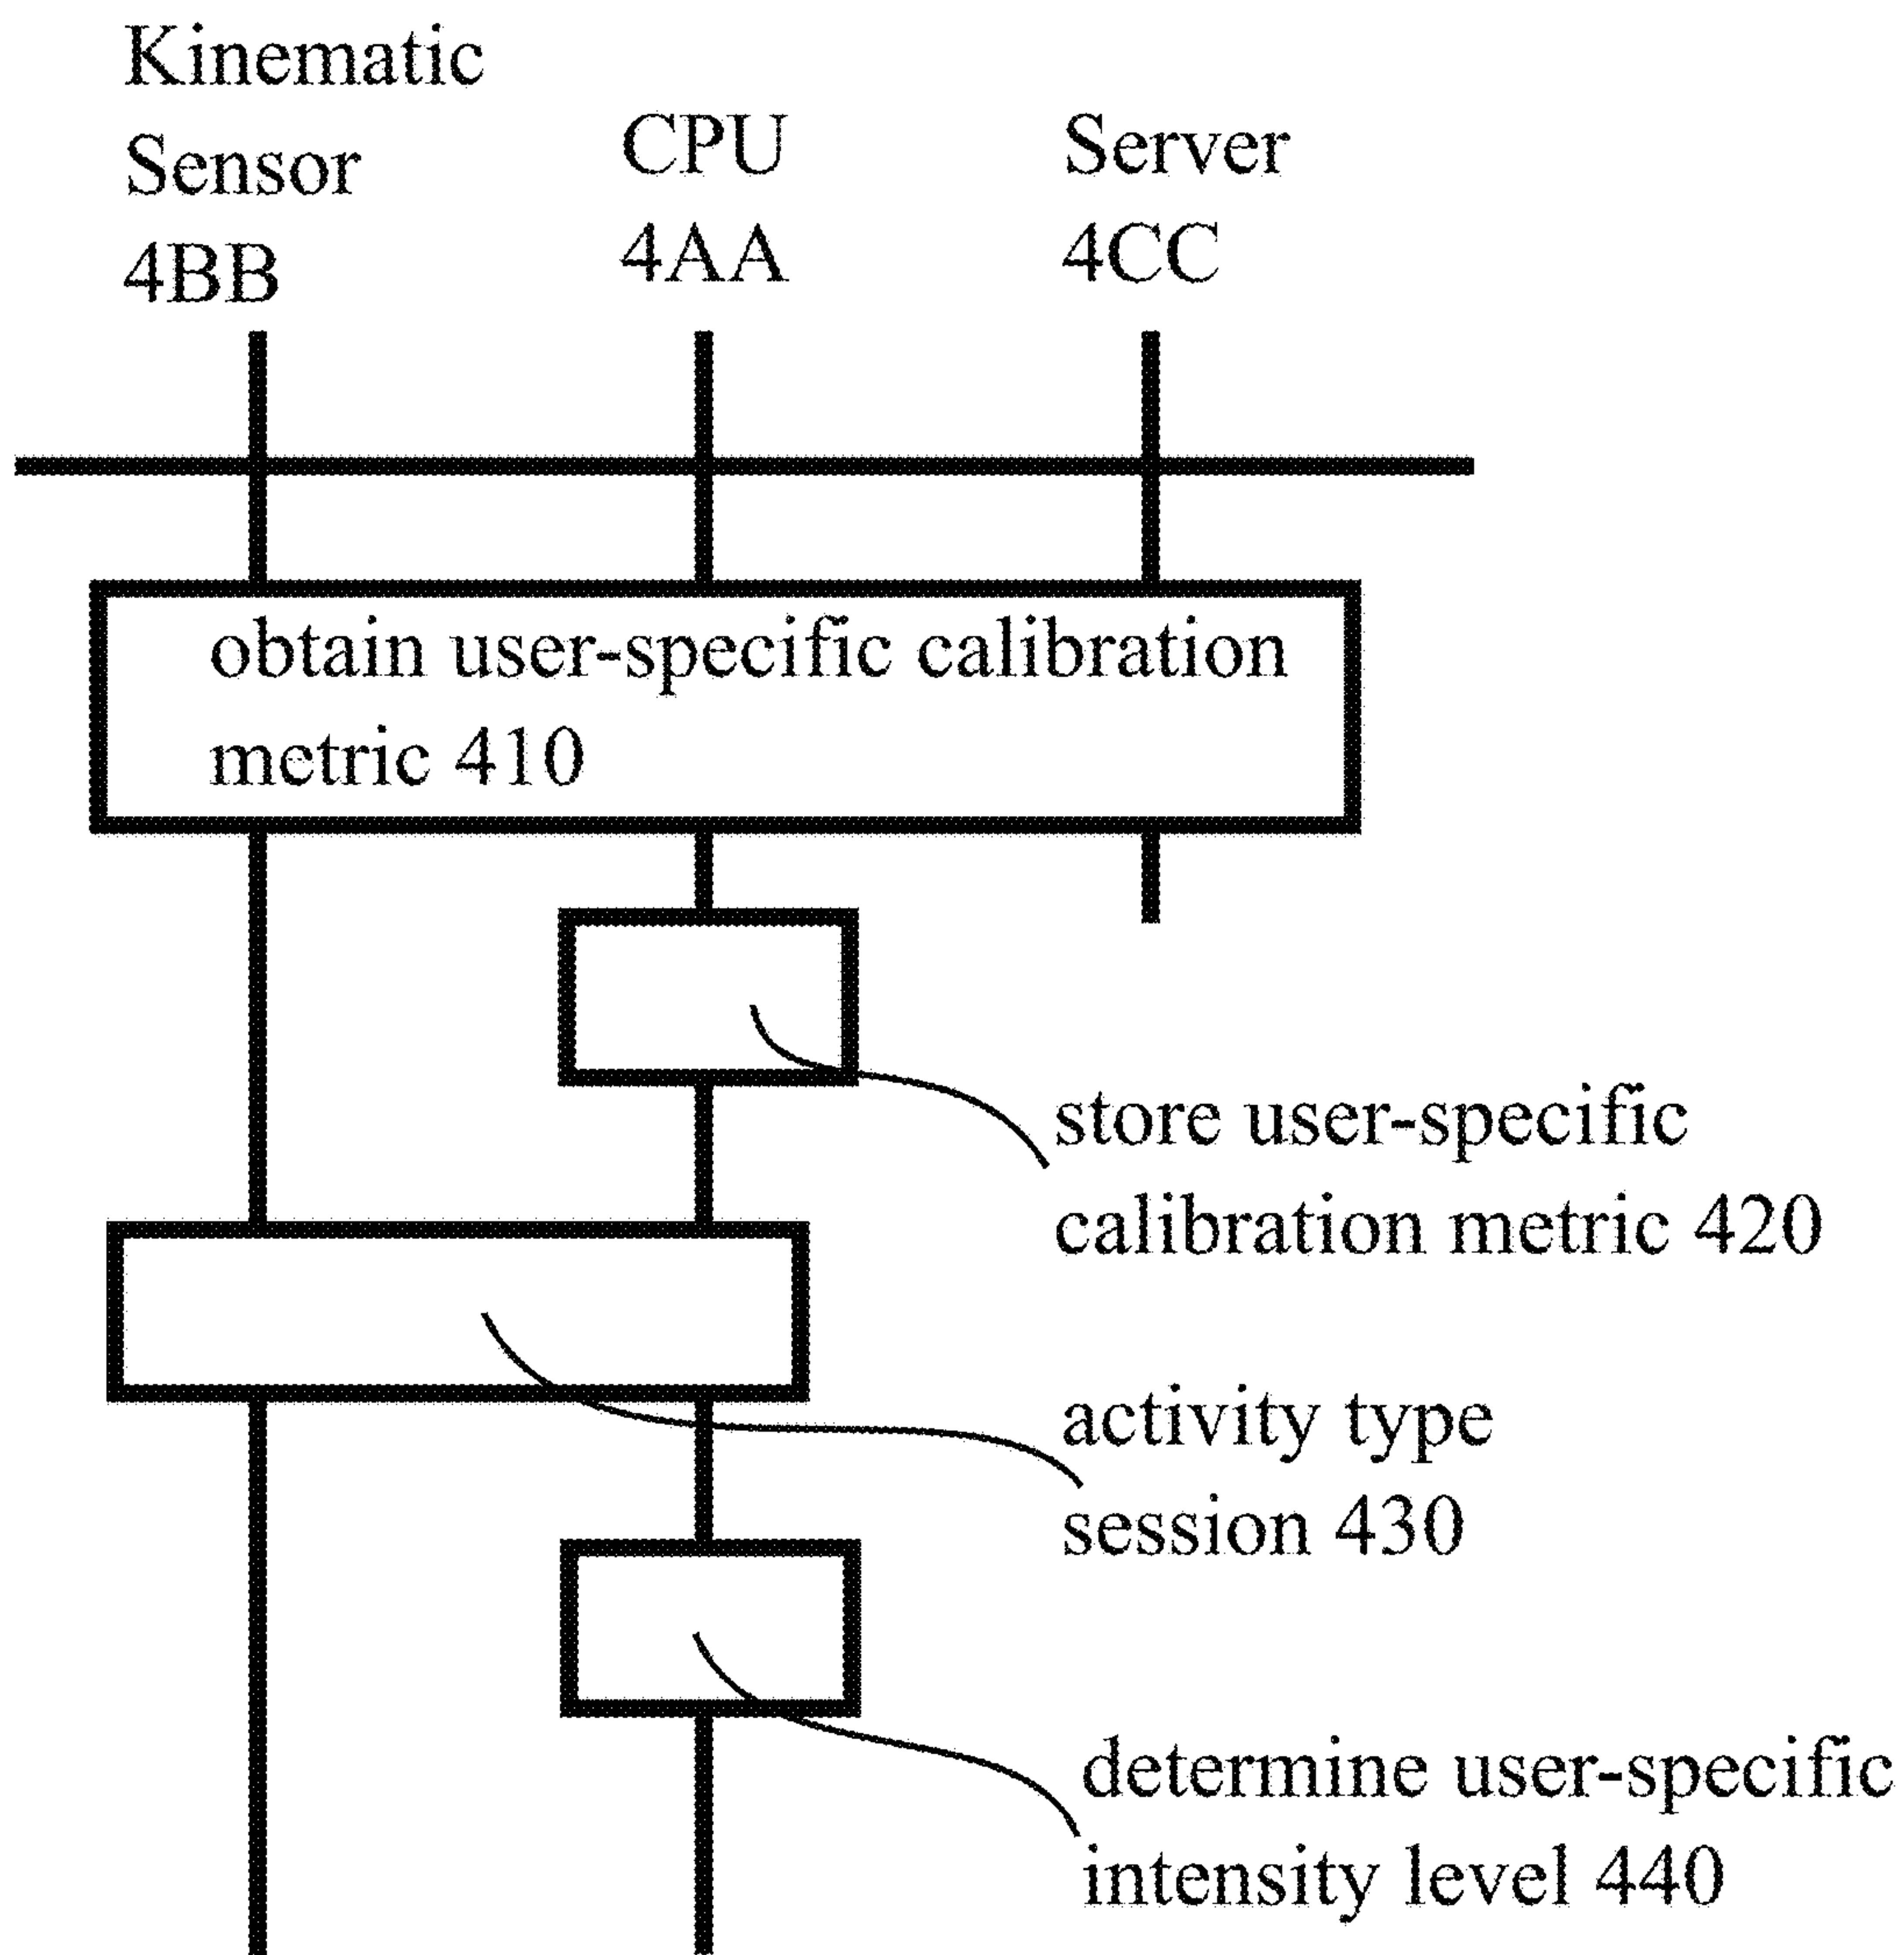 Kinematic
Sensor
4BB
CPU
4AA
Server
4CC
obtain user-specific calibration
metric 410
store user-specific
calibration metric 420
activity type
session 430
determine user-specific
intensity level 440